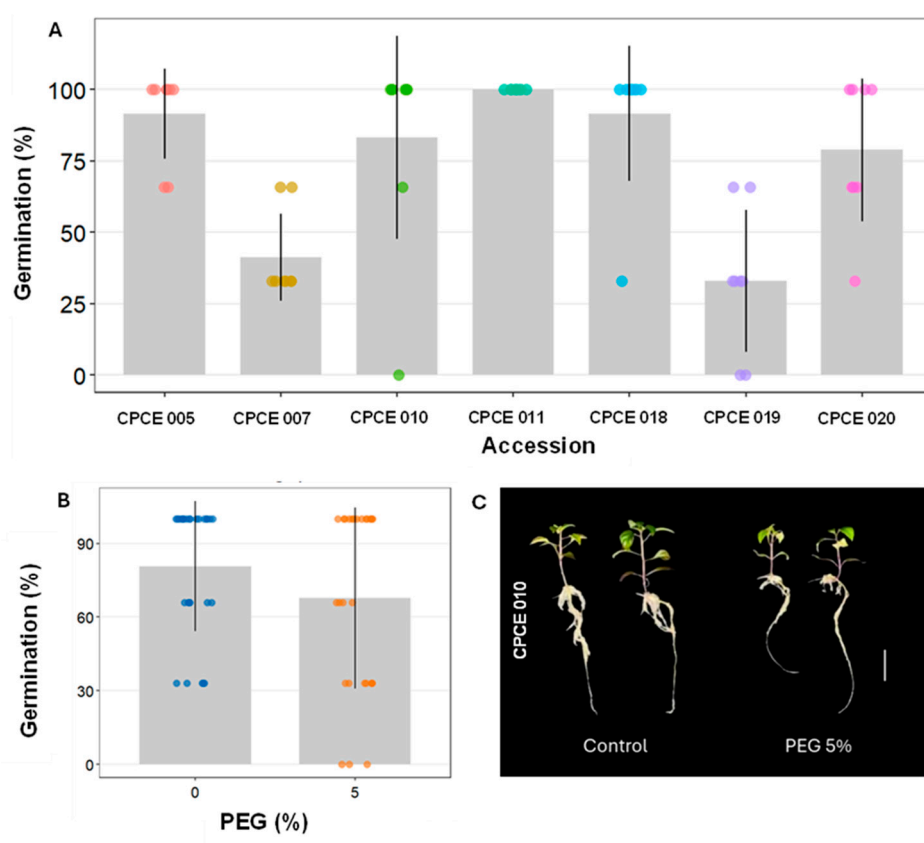 A
Germination (%)
100
75
50
25
0
CPCE 005 CPCE 007 CPCE 010 CPCE 011 CPCE 018 CPCE 019 CPCE 020
Accession
B
Germination (%)
90
60
30
0
0 5
PEG (%)
C
CPCE 010
Control PEG 5%